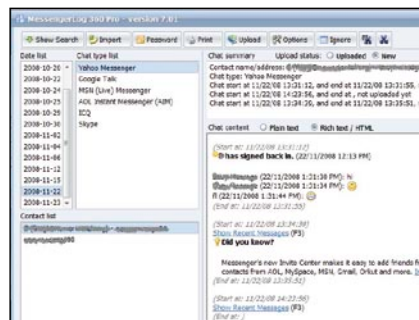 MessengerLog 360 Pro - version 7.01
Show Search Import Password Print Upload Options Ignore
Date list
2008-10-20
2008-10-22
2008-10-24
2008-10-25
2008-10-28
2008-10-30
2008-11-02
2008-11-04
2008-11-06
2008-11-12
2008-11-13
2008-11-15
2008-11-22
2008-11-23
Chat type list
Yahoo Messenger
Google Talk
MSN (Live) Messenger
AOL Instant Messenger (AIM)
ICQ
Skype
Contact list
Chat summary Upload status: Uploaded New
Contact name/address:
Chat type: Yahoo Messenger
Chat start at 11/22/08 13:31:12, and end at 11/22/08 13:31:55,
Chat start at 11/22/08 14:23:56, and end at , not uploaded yet
Chat start at 11/22/08 13:34:39, and end at 11/22/08 13:35:51,
Chat content Plain text Rich text / HTML
(Start at: 11/22/08 13:31:12)
has signed back in. (22/11/2008 12:13 PM)
(22/11/2008 1:31:30 PM): hi
(22/11/2008 1:31:34 PM):
(22/11/2008 1:31:44 PM):
(End at: 11/22/08 13:31:55)
(Start at: 11/22/08 13:34:39)
Show Recent Messages (F3)
Did you know?
Messenger's new Invite Center makes it easy to add friends
contacts from AOL, MySpace, MSN, Gmail, Orkut and more.
(End at: 11/22/08 13:35:51)
(Start at: 11/22/08 14:23:56)
Show Recent Messages (F3)
(End at: )